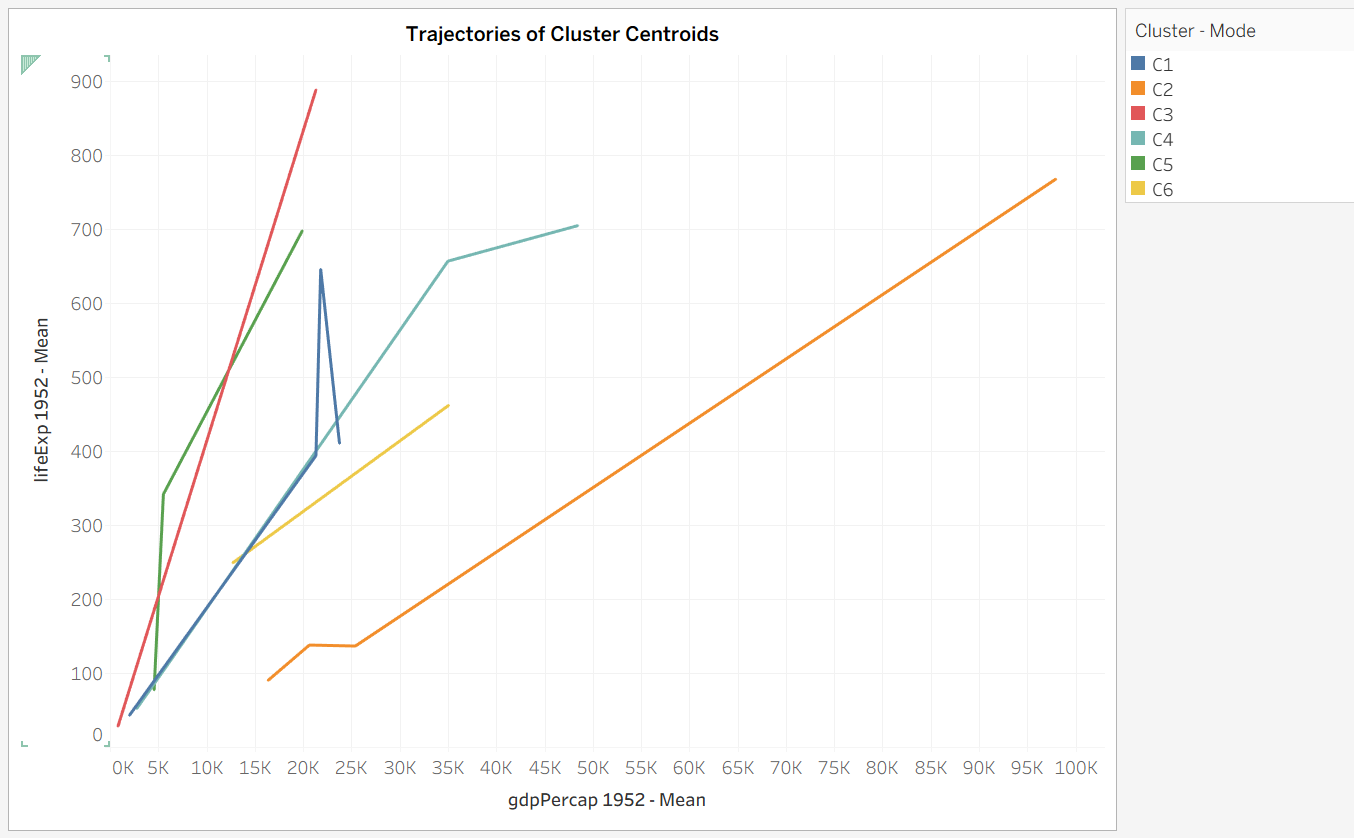 Trajectories of Cluster Centroids
Cluster - Mode
C1
C2
C3
C4
C5
C6
900
800
700
600
500
400
300
200
100
0
lifeExp 1952 - Mean
0K 5K 10K 15K 20K 25K 30K 35K 40K 45K 50K 55K 60K 65K 70K 75K 80K 85K 90K 95K 100K
gdpPercap 1952 - Mean